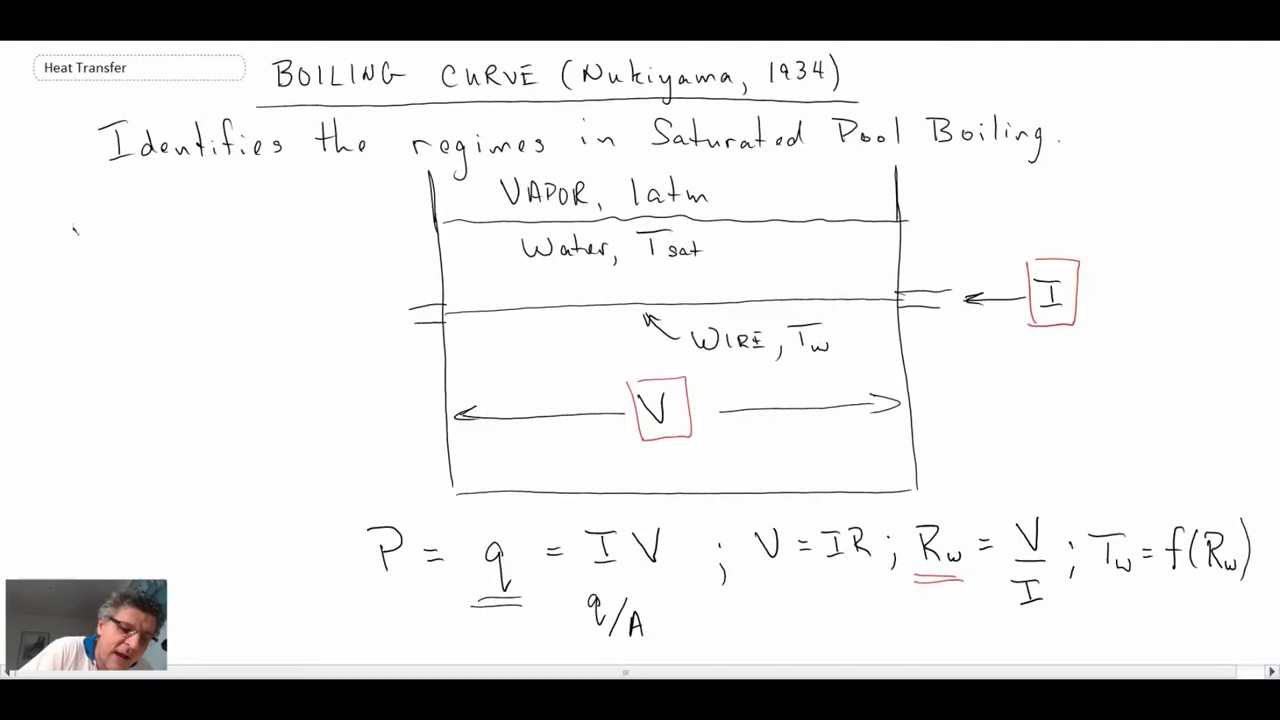 Heat Transfer
BOILING CURVE (Nukiyama, 1934)
Identifies the regimes in Saturated Pool Boiling.
VAPOR, 1atm
Water, Tsat
I
WIRE, Tw
V
P = q = I V ; V = IR ; Rw = V/I ; Tw = f(Rw)
q/A